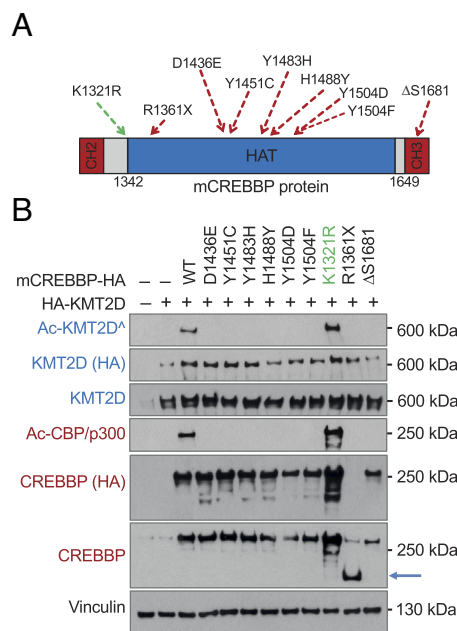 A
D1436E
Y1483H
Y1451C
H1488Y
K1321R
Y1504D
R1361X
Y1504F
ΔS1681
CH2
HAT
CH3
1342
mCREBBP protein
1649
B
mCREBBP-HA – – WT D1436E Y1451C Y1483H H1488Y Y1504D Y1504F K1321R R1361X ΔS1681
HA-KMT2D – + + + + + + + + + + +
Ac-KMT2D^ 600 kDa
KMT2D (HA) 600 kDa
KMT2D 600 kDa
Ac-CBP/p300 250 kDa
CREBBP (HA) 250 kDa
CREBBP 250 kDa
Vinculin 130 kDa